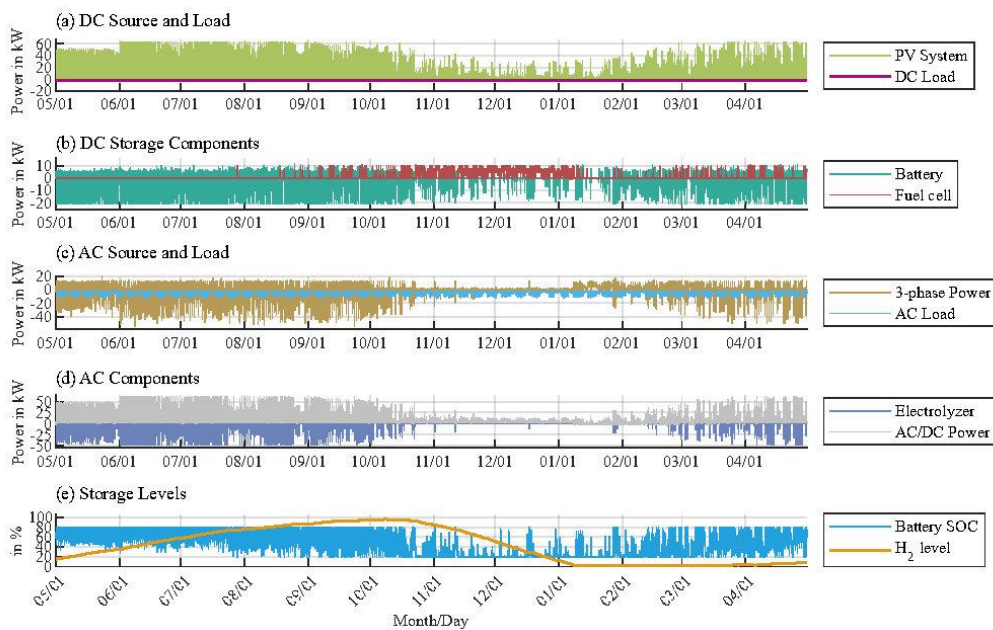 (a) DC Source and Load
Power in kW
60
40
20
0
-20
05/01 06/01 07/01 08/01 09/01 10/01 11/01 12/01 01/01 02/01 03/01 04/01
PV System
DC Load
(b) DC Storage Components
Power in kW
10
0
-10
-20
05/01 06/01 07/01 08/01 09/01 10/01 11/01 12/01 01/01 02/01 03/01 04/01
Battery
Fuel cell
(c) AC Source and Load
Power in kW
20
0
-20
-40
05/01 06/01 07/01 08/01 09/01 10/01 11/01 12/01 01/01 02/01 03/01 04/01
3-phase Power
AC Load
(d) AC Components
Power in kW
50
25
0
-25
-50
05/01 06/01 07/01 08/01 09/01 10/01 11/01 12/01 01/01 02/01 03/01 04/01
Electrolyzer
AC/DC Power
(e) Storage Levels
in %
100
80
60
40
20
0
05/01 06/01 07/01 08/01 09/01 10/01 11/01 12/01 01/01 02/01 03/01 04/01
Month/Day
Battery SOC
H₂ level